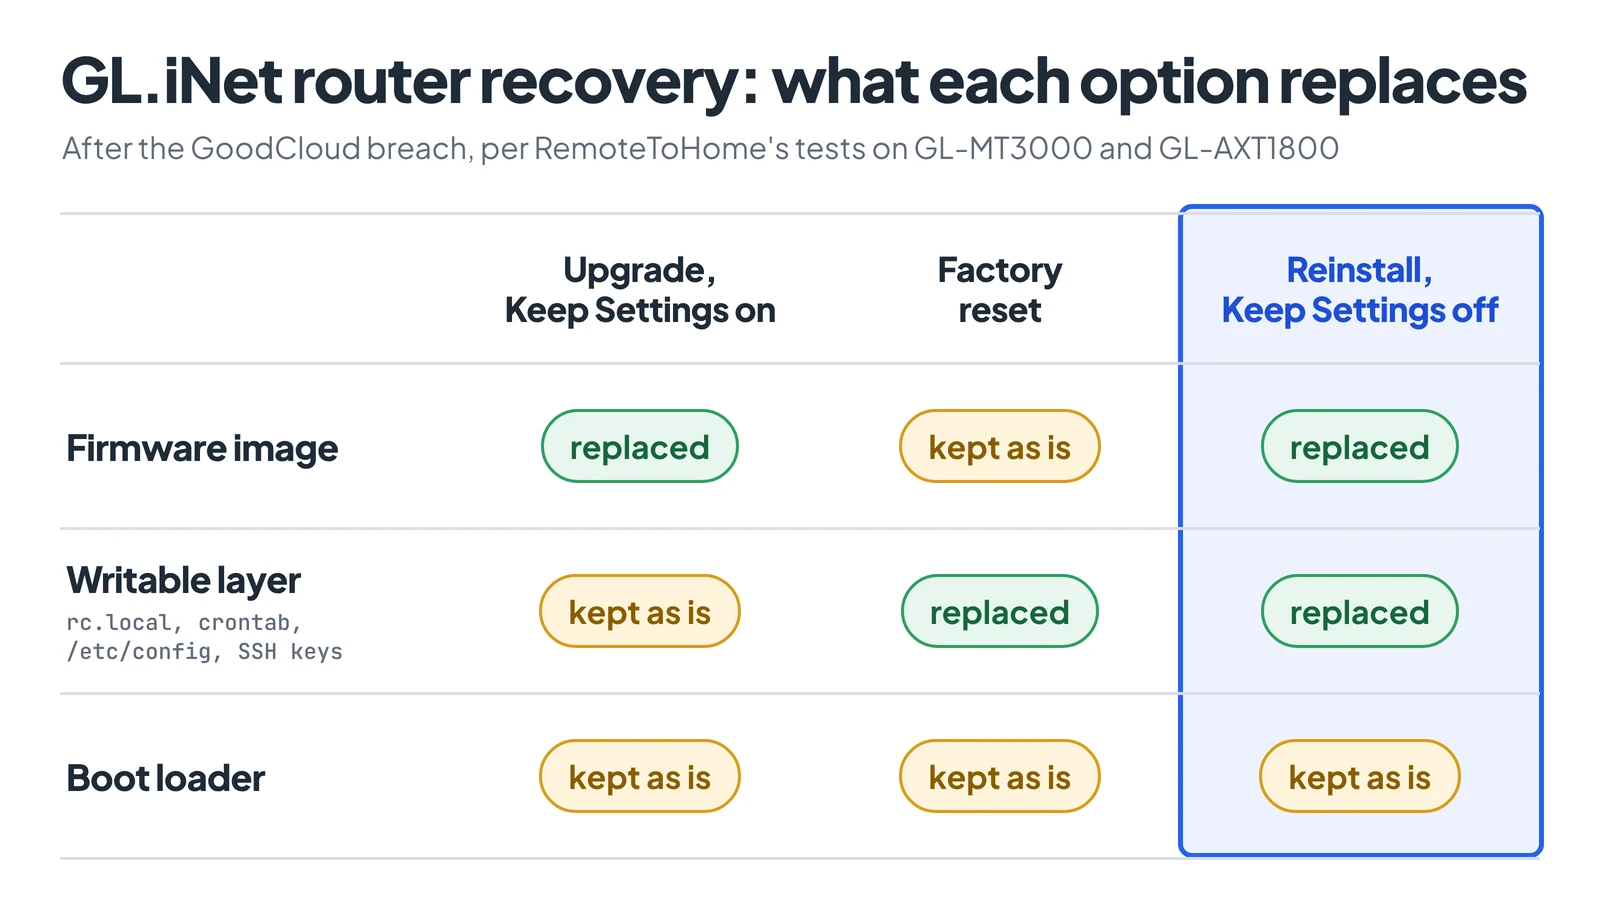 GL.iNet router recovery: what each option replaces
After the GoodCloud breach, per RemoteToHome's tests on GL-MT3000 and GL-AXT1800
Upgrade,
Keep Settings on
Factory
reset
Reinstall,
Keep Settings off
Firmware image
replaced
kept as is
replaced
Writable layer
rc.local, crontab,
/etc/config, SSH keys
kept as is
replaced
replaced
Boot loader
kept as is
kept as is
kept as is